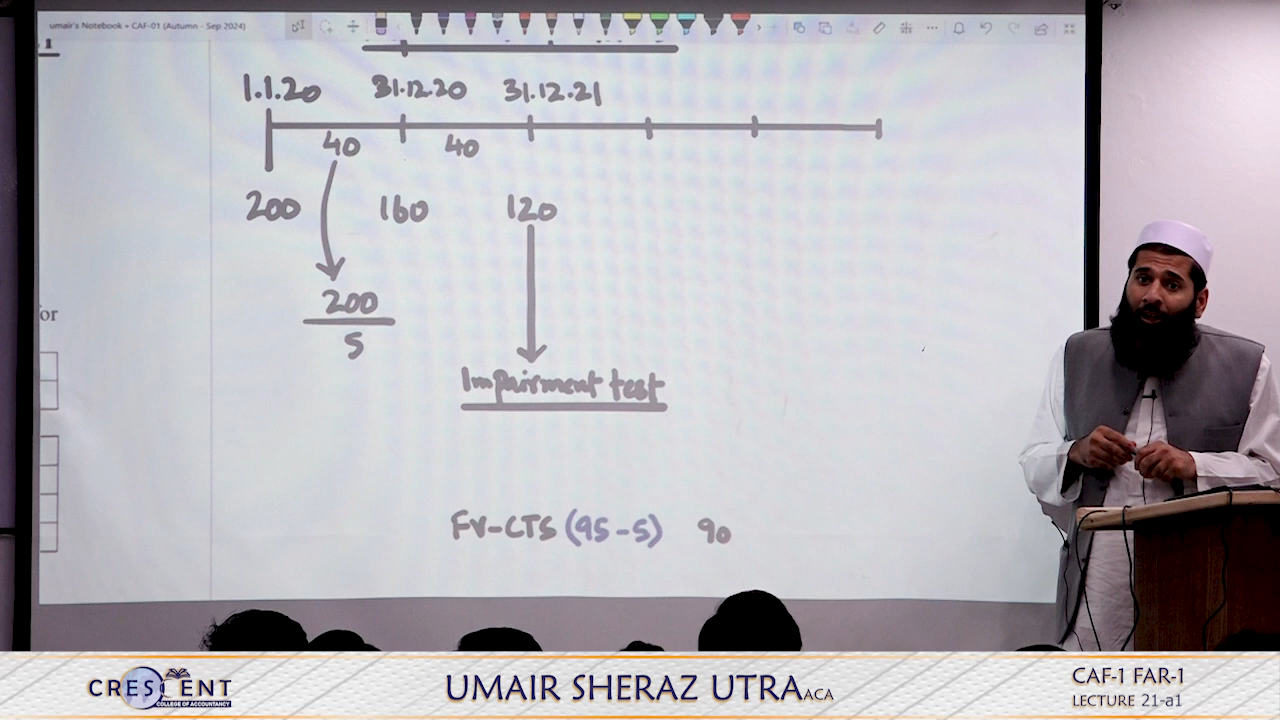 umair's Notebook » CAF-01 (Autumn - Sep 2024)
1
1.1.20 31.12.20 31.12.21
40 40
200 160 120
200
5
or
Impairment test
FV-CTS (95-5) 90
CRESCENT
COLLEGE OF ACCOUNTANCY
UMAIR SHERAZ UTRA ACA
CAF-1 FAR-1
LECTURE 21-a1